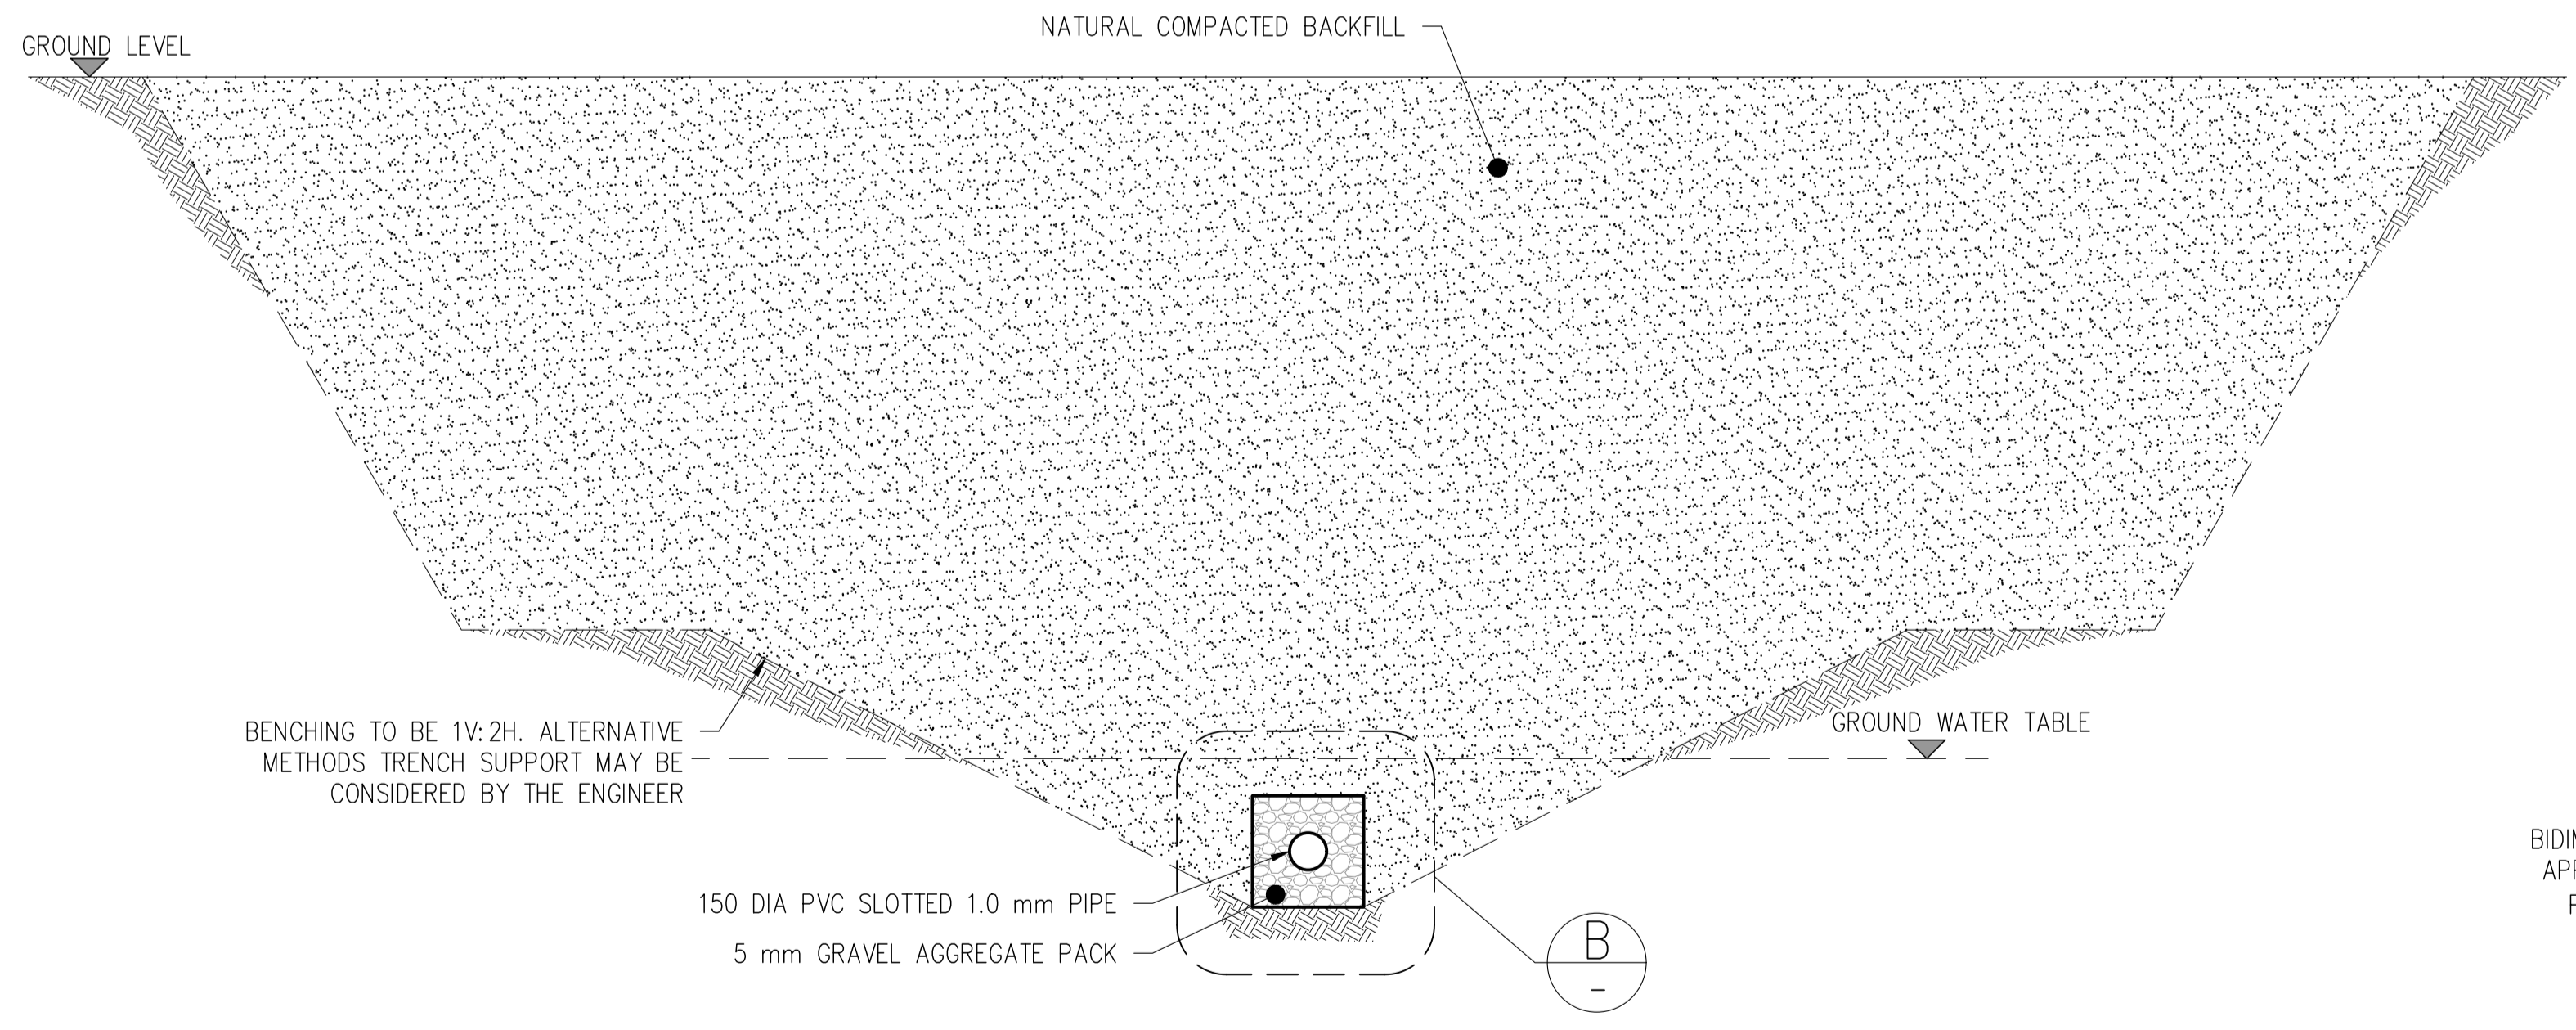 NATURAL COMPACTED BACKFILL
GROUND LEVEL
BENCHING TO BE 1V:2H. ALTERNATIVE
METHODS TRENCH SUPPORT MAY BE
CONSIDERED BY THE ENGINEER
GROUND WATER TABLE
150 DIA PVC SLOTTED 1.0 mm PIPE
5 mm GRAVEL AGGREGATE PACK
B
-